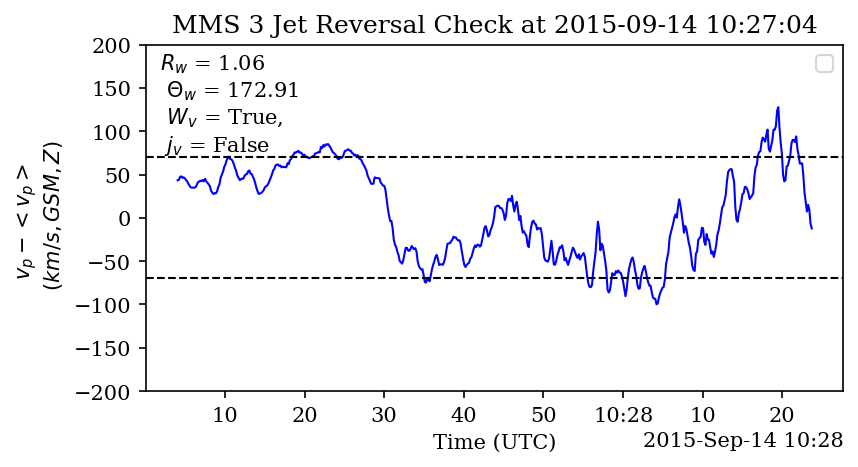 MMS 3 Jet Reversal Check at 2015-09-14 10:27:04
R_w = 1.06
Θ_w = 172.91
W_v = True,
j_v = False
v_p − < v_p >
(km/s, GSM, Z)
200
150
100
50
0
−50
−100
−150
−200
10 20 30 40 50 10:28 10 20
Time (UTC)
2015-Sep-14 10:28